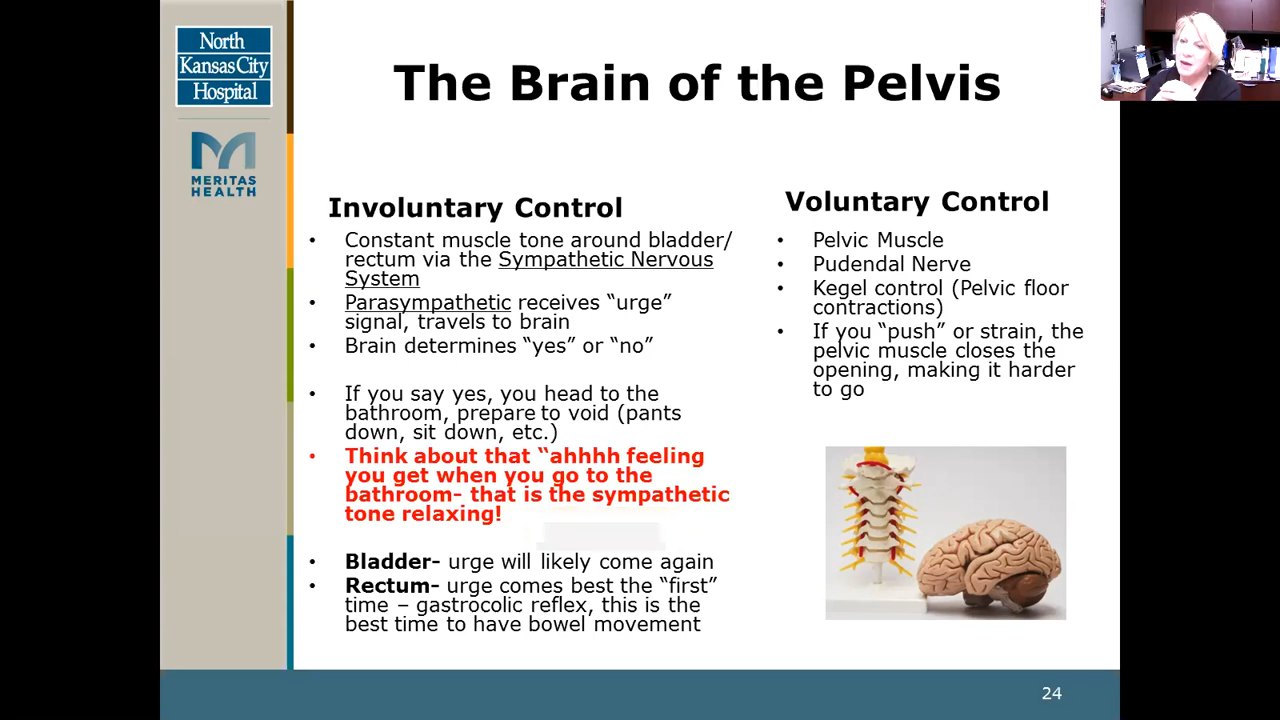 North
Kansas City
Hospital
MERITAS
HEALTH
The Brain of the Pelvis
Involuntary Control
• Constant muscle tone around bladder/
rectum via the Sympathetic Nervous
System
• Parasympathetic receives “urge”
signal, travels to brain
• Brain determines “yes” or “no”
• If you say yes, you head to the
bathroom, prepare to void (pants
down, sit down, etc.)
• Think about that “ahhhh feeling
you get when you go to the
bathroom- that is the sympathetic
tone relaxing!
• Bladder- urge will likely come again
• Rectum- urge comes best the “first”
time – gastrocolic reflex, this is the
best time to have bowel movement
Voluntary Control
• Pelvic Muscle
• Pudendal Nerve
• Kegel control (Pelvic floor
contractions)
• If you “push” or strain, the
pelvic muscle closes the
opening, making it harder
to go
24